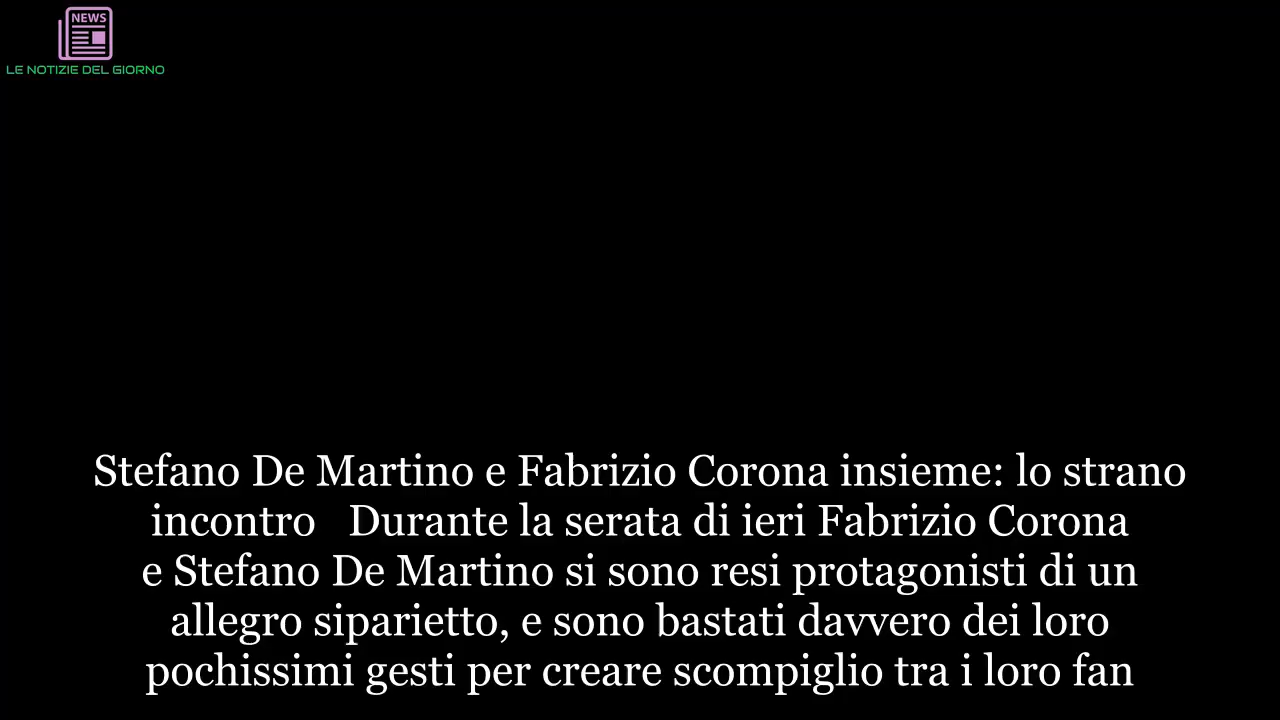 NEWS
LE NOTIZIE DEL GIORNO
Stefano De Martino e Fabrizio Corona insieme: lo strano
incontro   Durante la serata di ieri Fabrizio Corona
e Stefano De Martino si sono resi protagonisti di un
allegro siparietto, e sono bastati davvero dei loro
pochissimi gesti per creare scompiglio tra i loro fan